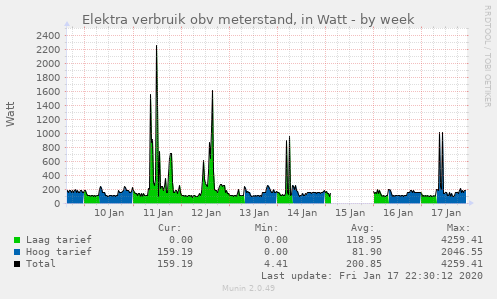 Elektra verbruik obv meterstand, in Watt - by week
RRDTOOL / TOBI OETIKER
Watt
2400
2200
2000
1800
1600
1400
1200
1000
800
600
400
200
0
10 Jan 11 Jan 12 Jan 13 Jan 14 Jan 15 Jan 16 Jan 17 Jan
Cur: Min: Avg: Max:
Laag tarief 0.00 0.00 118.95 4259.41
Hoog tarief 159.19 0.00 81.90 2046.55
Total 159.19 4.41 200.85 4259.41
Last update: Fri Jan 17 22:30:12 2020
Munin 2.0.49